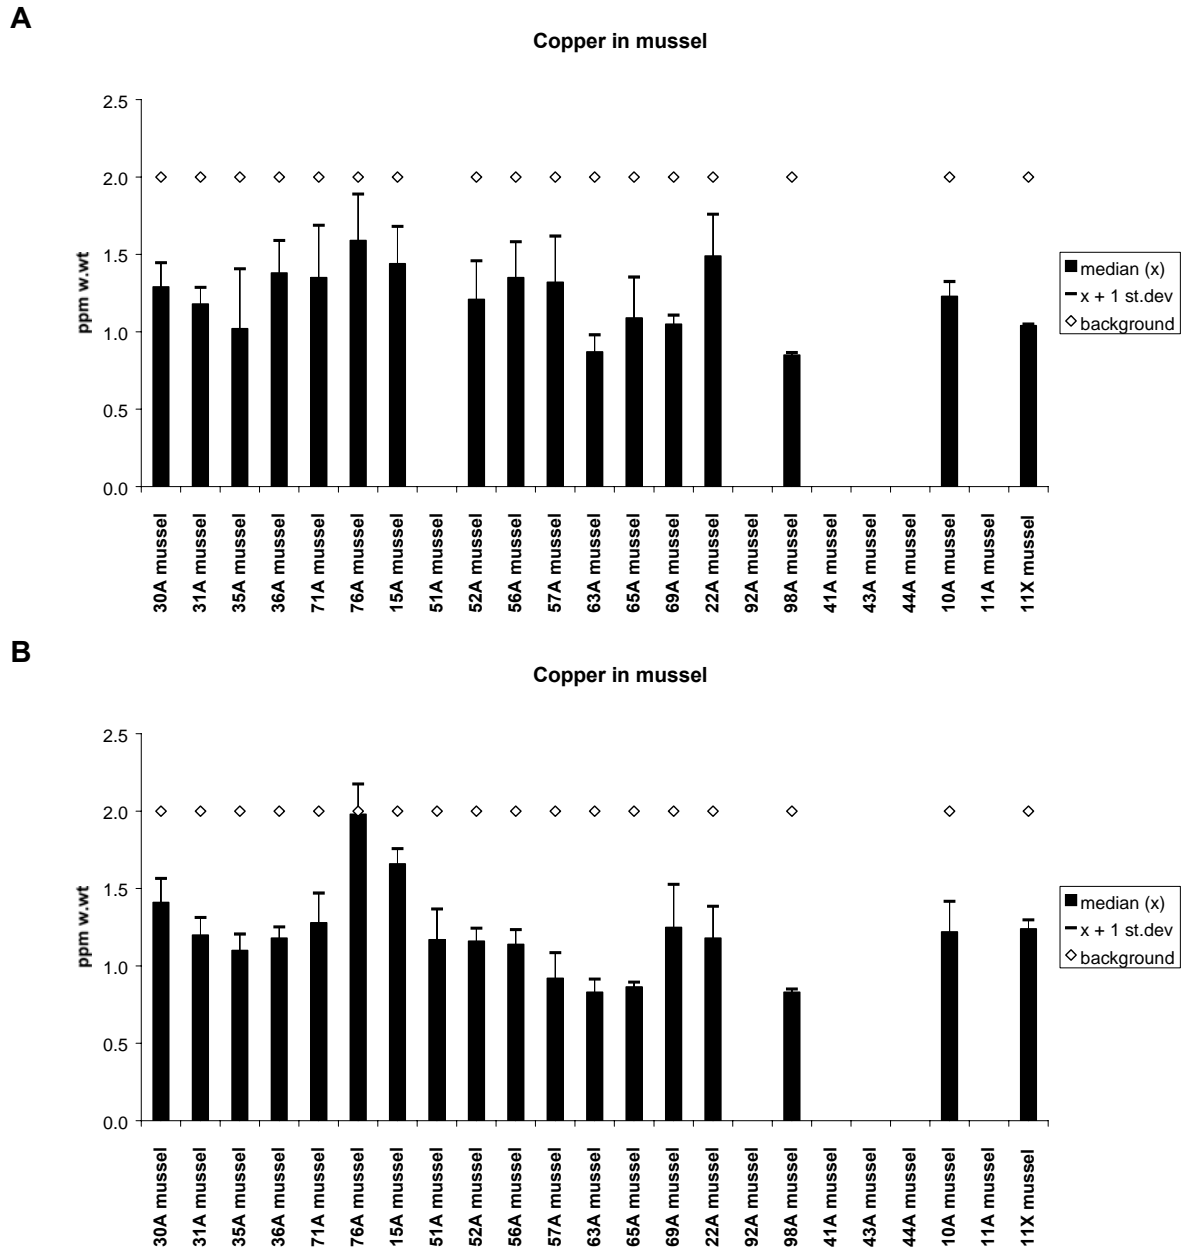 A
Copper in mussel
2.5
2.0
1.5
1.0
0.5
0.0
ppm w.wt
30A mussel
31A mussel
35A mussel
36A mussel
71A mussel
76A mussel
15A mussel
51A mussel
52A mussel
56A mussel
57A mussel
63A mussel
65A mussel
69A mussel
22A mussel
92A mussel
98A mussel
41A mussel
43A mussel
44A mussel
10A mussel
11A mussel
11X mussel
median (x)
x + 1 st.dev
background
B
Copper in mussel
2.5
2.0
1.5
1.0
0.5
0.0
ppm w.wt
30A mussel
31A mussel
35A mussel
36A mussel
71A mussel
76A mussel
15A mussel
51A mussel
52A mussel
56A mussel
57A mussel
63A mussel
65A mussel
69A mussel
22A mussel
92A mussel
98A mussel
41A mussel
43A mussel
44A mussel
10A mussel
11A mussel
11X mussel
median (x)
x + 1 st.dev
background